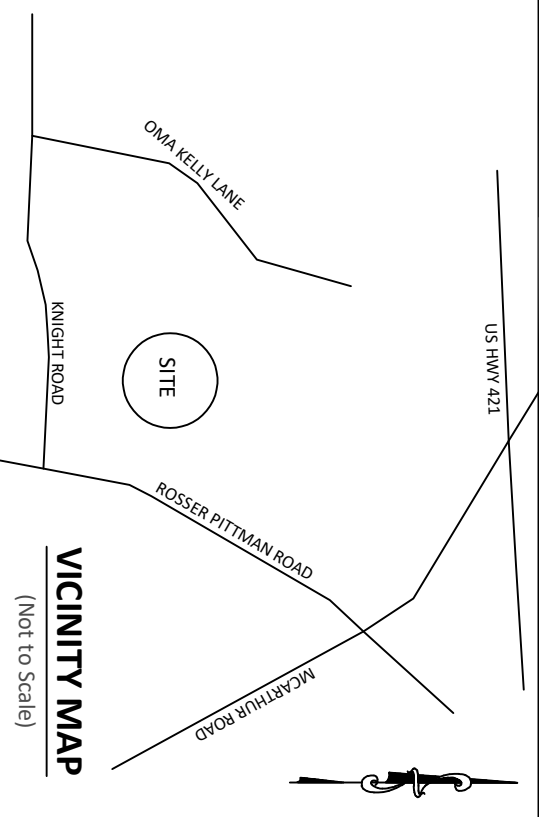 OMA KELLY LANE
US HWY 421
KNIGHT ROAD
SITE
ROSSER PITTMAN ROAD
MCARTHUR ROAD
VICINITY MAP
(Not to Scale)